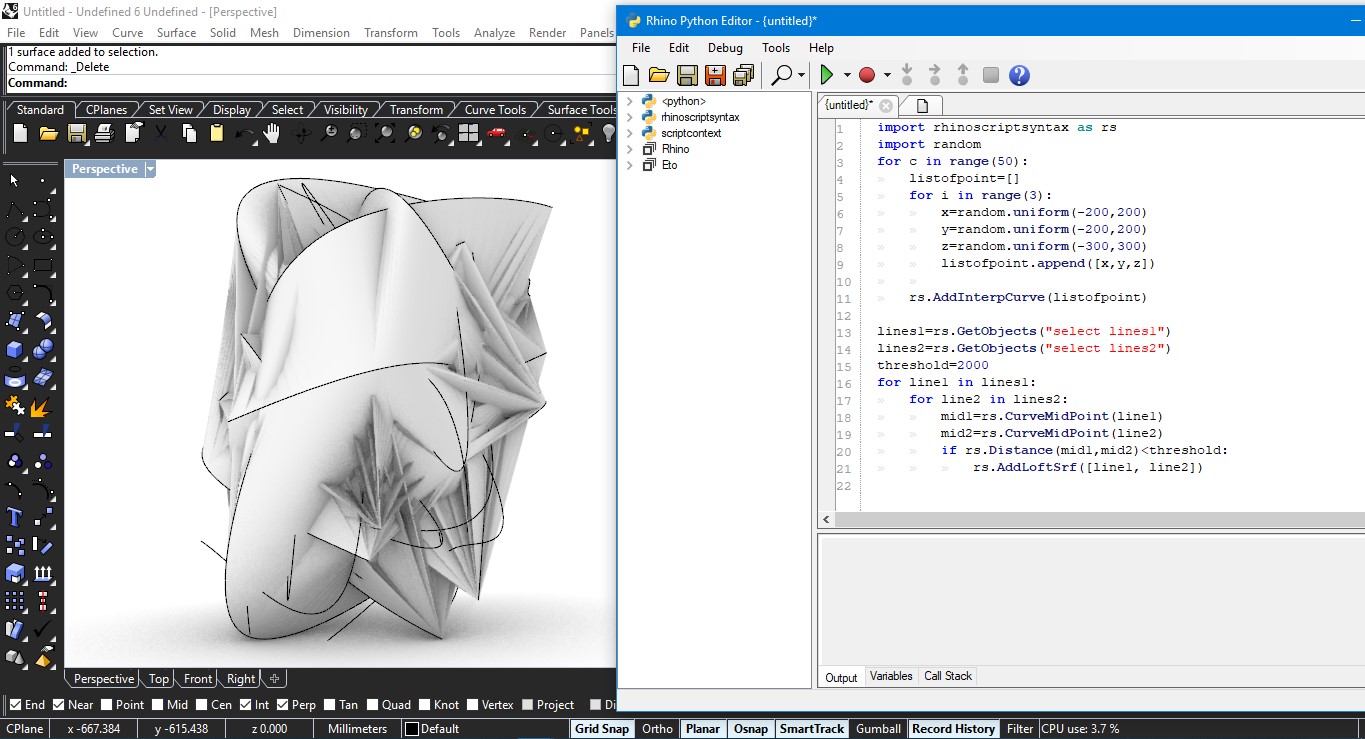 Untitled - Undefined 6 Undefined - [Perspective]
File Edit View Curve Surface Solid Mesh Dimension Transform Tools Analyze Render Panels
1 surface added to selection.
Command: _Delete
Command:
Standard CPlanes Set View Display Select Visibility Transform Curve Tools Surface Tools
Perspective
T
Perspective Top Front Right
End Near Point Mid Cen Int Perp Tan Quad Knot Vertex Project Di
CPlane x -667.384 y -615.438 z 0.000 Millimeters Default Grid Snap Ortho Planar Osnap SmartTrack Gumball Record History Filter CPU use: 3.7 %
Rhino Python Editor - {untitled}*
File Edit Debug Tools Help
<python>
rhinoscriptsyntax
scriptcontext
Rhino
Eto
{untitled}*
1 import rhinoscriptsyntax as rs
2 import random
3 for c in range(50):
4 » listofpoint=[]
5 » for i in range(3):
6 » » x=random.uniform(-200,200)
7 » » y=random.uniform(-200,200)
8 » » z=random.uniform(-300,300)
9 » » listofpoint.append([x,y,z])
10 » »
11 » rs.AddInterpCurve(listofpoint)
12
13 lines1=rs.GetObjects("select lines1")
14 lines2=rs.GetObjects("select lines2")
15 threshold=2000
16 for line1 in lines1:
17 » for line2 in lines2:
18 » » mid1=rs.CurveMidPoint(line1)
19 » » mid2=rs.CurveMidPoint(line2)
20 » » if rs.Distance(mid1,mid2)<threshold:
21 » » » rs.AddLoftSrf([line1, line2])
22
Output Variables Call Stack